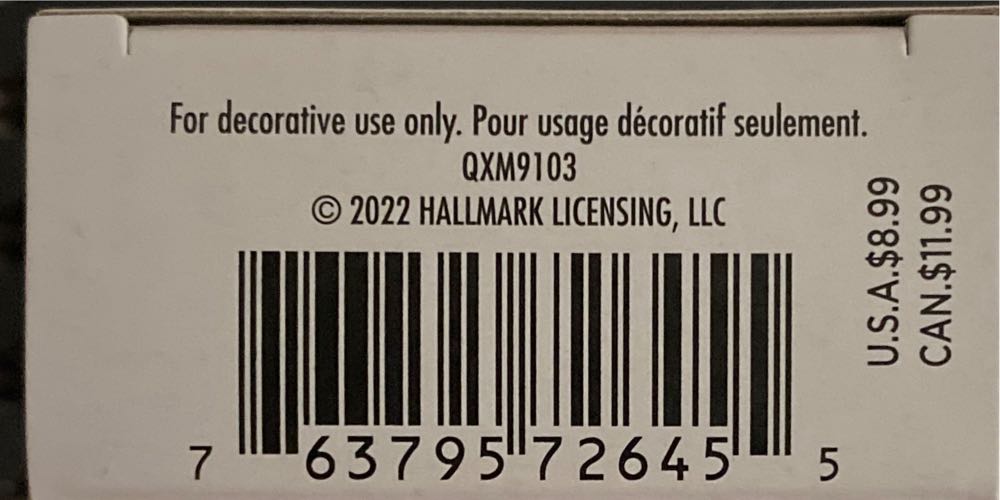 For decorative use only. Pour usage décoratif seulement.
QXM9103
© 2022 HALLMARK LICENSING, LLC
U.S.A.$8.99
CAN.$11.99
7 63795 72645 5